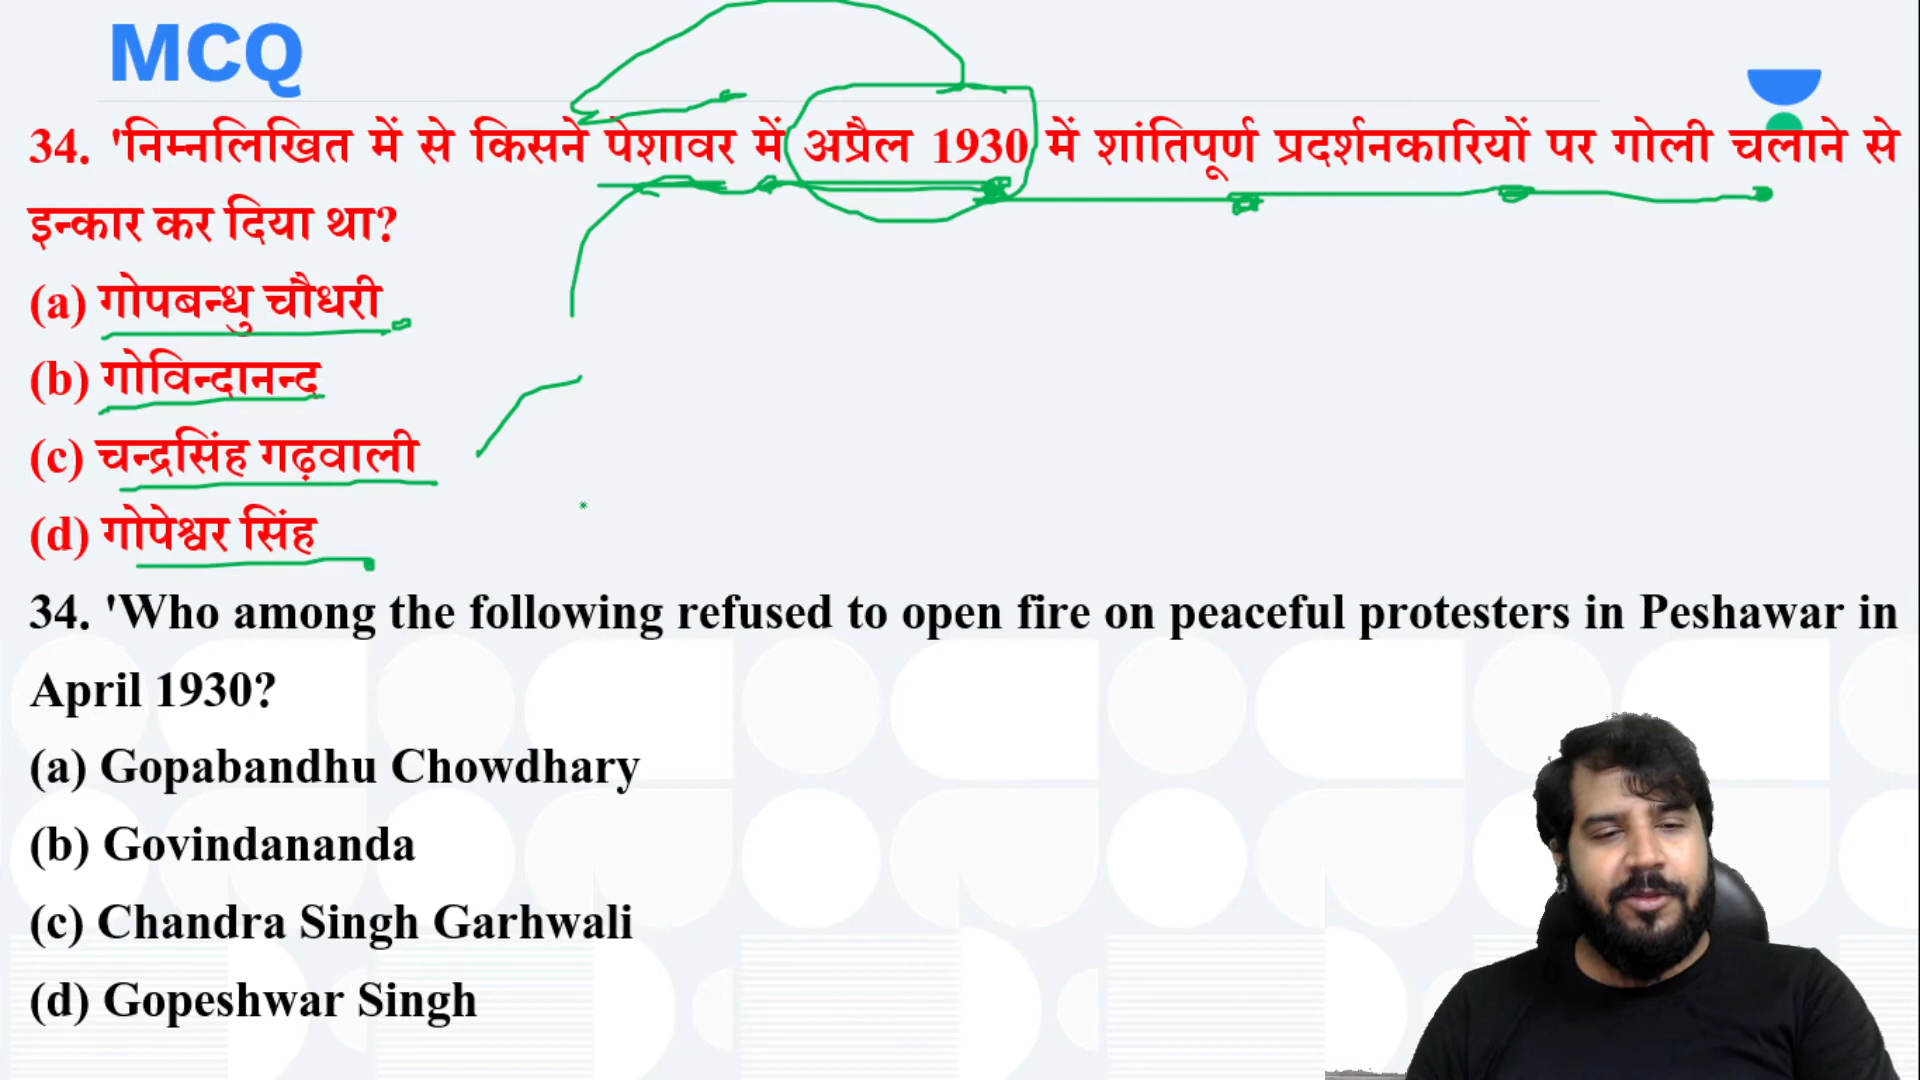 MCQ
34. 'निम्नलिखित में से किसने पेशावर में अप्रैल 1930 में शांतिपूर्ण प्रदर्शनकारियों पर गोली चलाने से
इन्कार कर दिया था?
(a) गोपबन्धु चौधरी
(b) गोविन्दानन्द
(c) चन्द्रसिंह गढ़वाली
(d) गोपेश्वर सिंह
34. 'Who among the following refused to open fire on peaceful protesters in Peshawar in
April 1930?
(a) Gopabandhu Chowdhary
(b) Govindananda
(c) Chandra Singh Garhwali
(d) Gopeshwar Singh